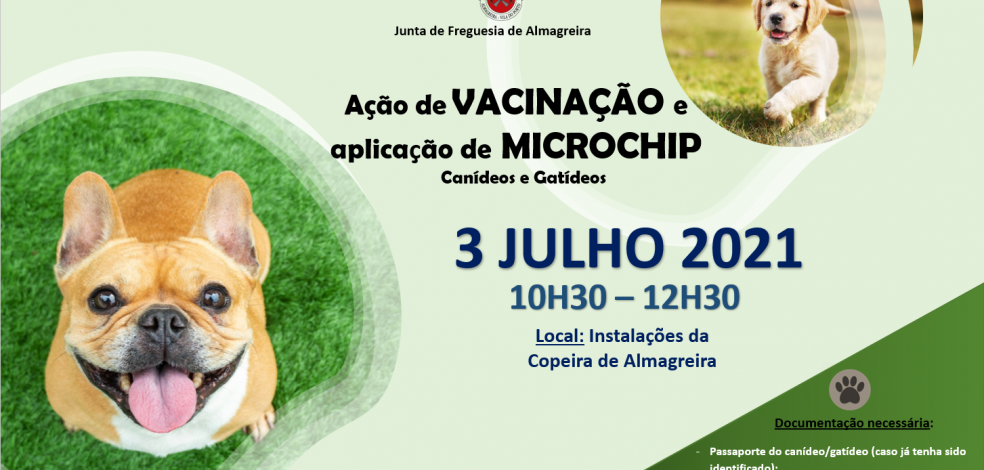 Junta de Freguesia de Almagreira
Ação de VACINAÇÃO e
aplicação de MICROCHIP
Canídeos e Gatídeos
3 JULHO 2021
10H30 – 12H30
Local: Instalações da
Copeira de Almagreira
Documentação necessária:
- Passaporte do canídeo/gatídeo (caso já tenha sido
identificado);